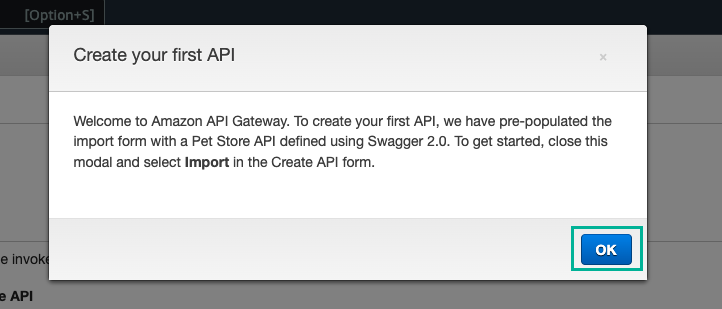 [Option+S]
Create your first API
×
Welcome to Amazon API Gateway. To create your first API, we have pre-populated the
import form with a Pet Store API defined using Swagger 2.0. To get started, close this
modal and select Import in the Create API form.
OK
e invoke
e API